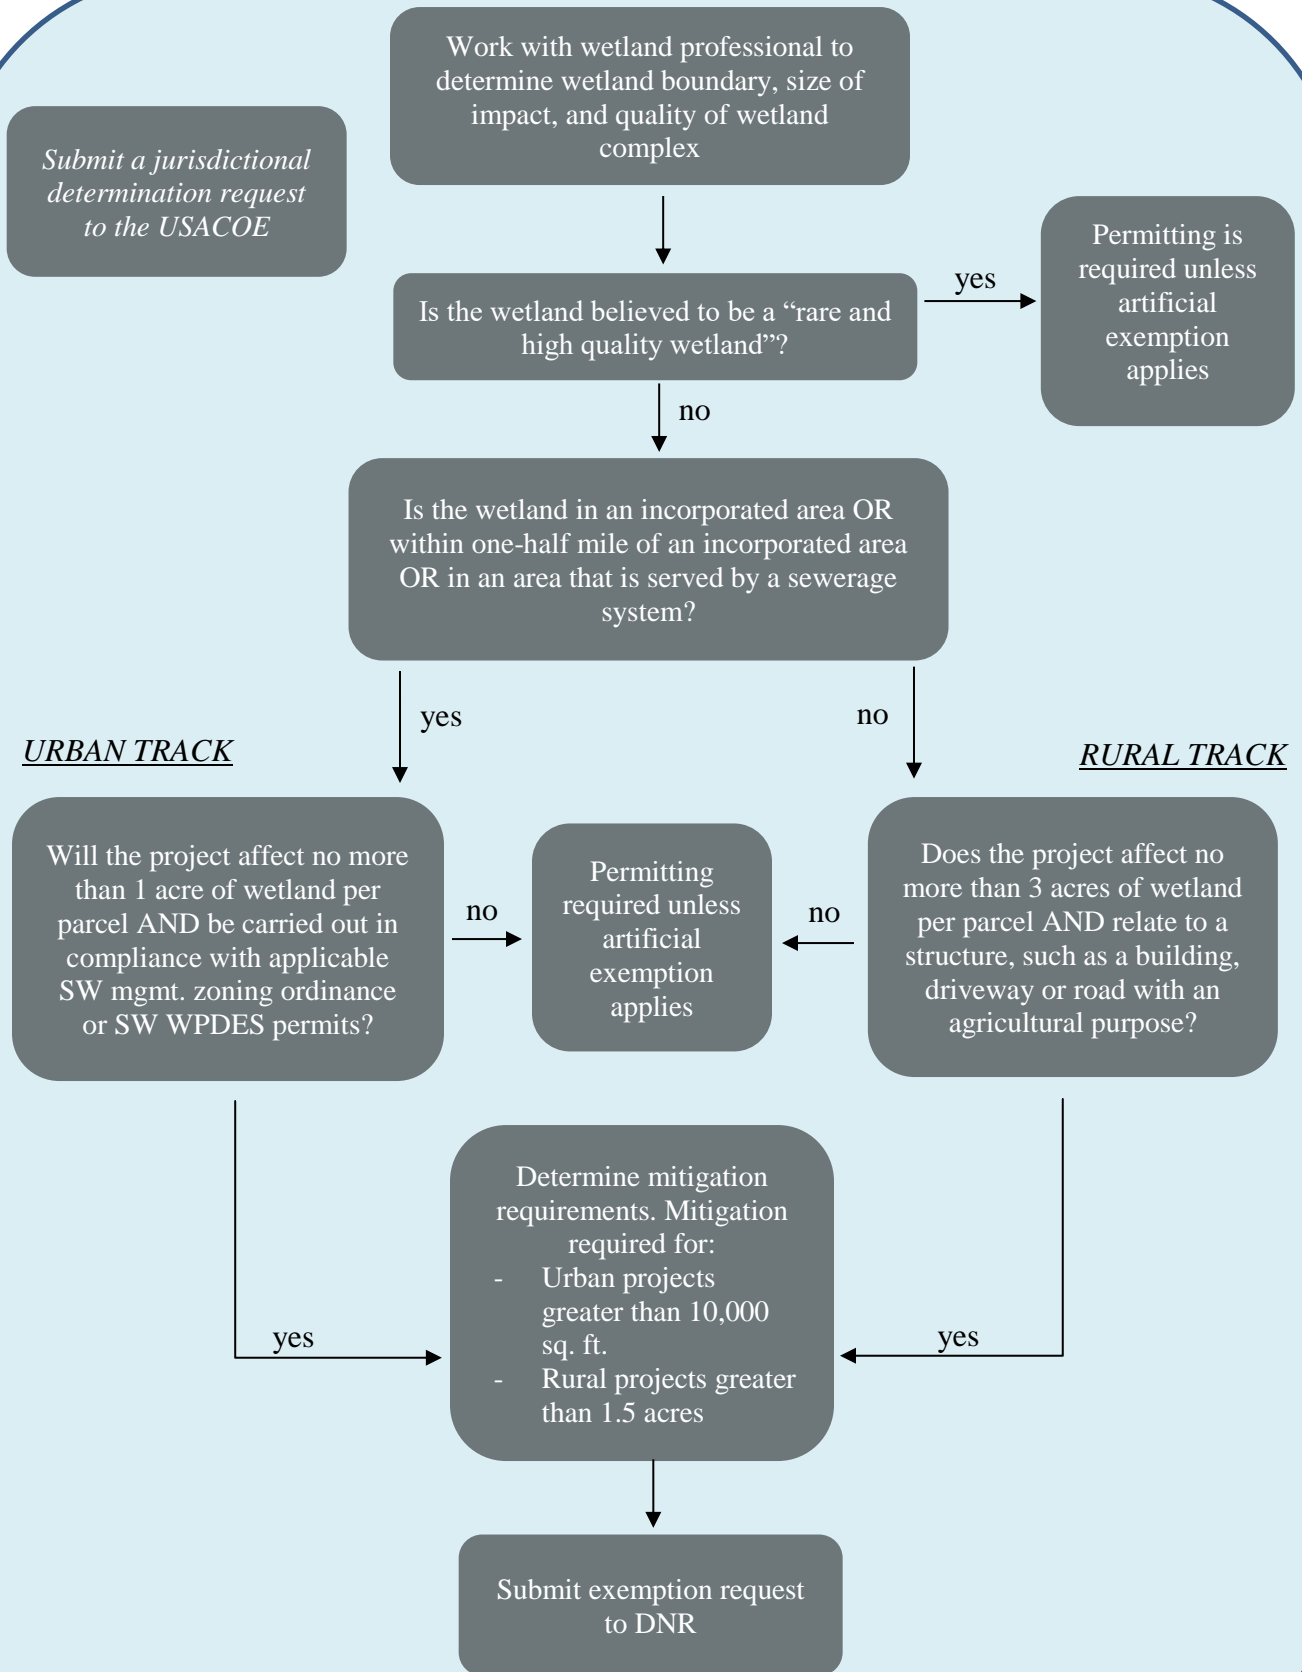 Work with wetland professional to
determine wetland boundary, size of
impact, and quality of wetland
complex
Submit a jurisdictional
determination request
to the USACOE
Permitting is
required unless
artificial
exemption
applies
yes
Is the wetland believed to be a “rare and
high quality wetland”?
no
Is the wetland in an incorporated area OR
within one-half mile of an incorporated area
OR in an area that is served by a sewerage
system?
yes
no
URBAN TRACK
RURAL TRACK
Will the project affect no more
than 1 acre of wetland per
parcel AND be carried out in
compliance with applicable
SW mgmt. zoning ordinance
or SW WPDES permits?
no
Permitting
required unless
artificial
exemption
applies
no
Does the project affect no
more than 3 acres of wetland
per parcel AND relate to a
structure, such as a building,
driveway or road with an
agricultural purpose?
Determine mitigation
requirements. Mitigation
required for:
- Urban projects
greater than 10,000
sq. ft.
- Rural projects greater
than 1.5 acres
yes
yes
Submit exemption request
to DNR